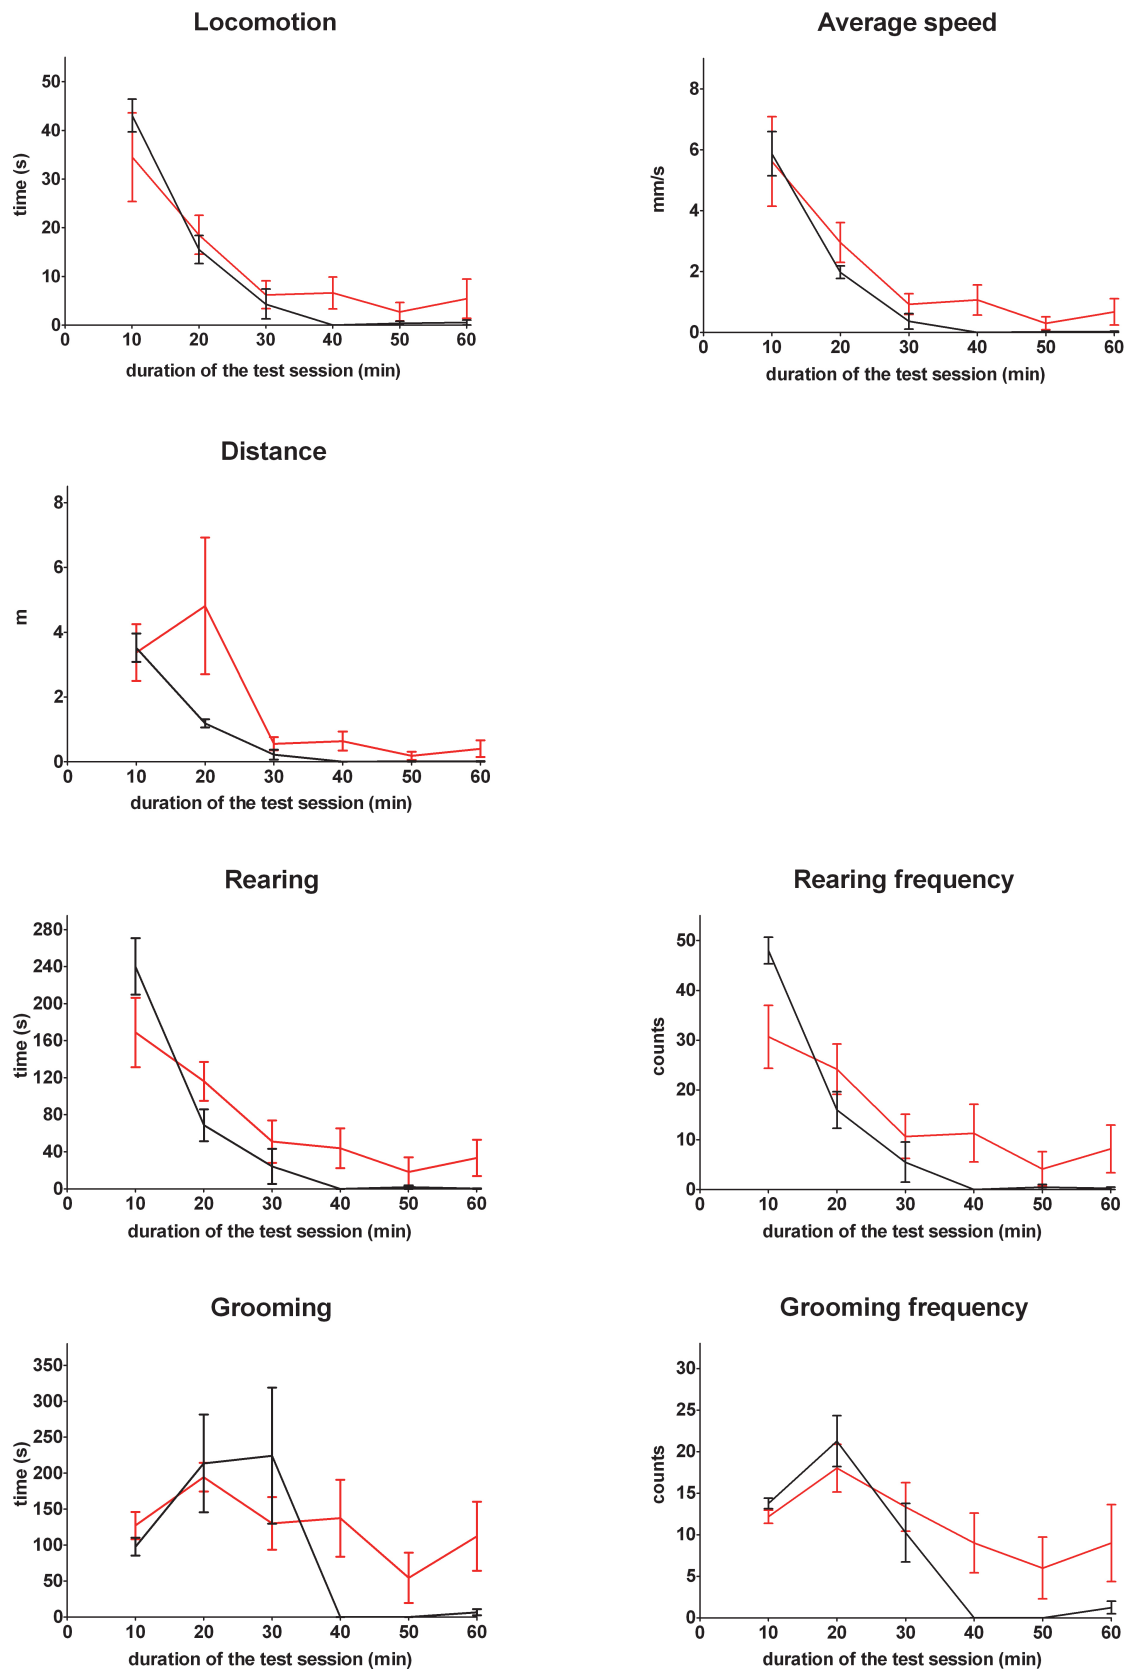 Locomotion
50
40
30
20
10
0
time (s)
0 10 20 30 40 50 60
duration of the test session (min)
Average speed
8
6
4
2
0
mm/s
0 10 20 30 40 50 60
duration of the test session (min)
Distance
8
6
4
2
0
m
0 10 20 30 40 50 60
duration of the test session (min)
Rearing
280
240
200
160
120
80
40
0
time (s)
0 10 20 30 40 50 60
duration of the test session (min)
Rearing frequency
50
40
30
20
10
0
counts
0 10 20 30 40 50 60
duration of the test session (min)
Grooming
350
300
250
200
150
100
50
0
time (s)
0 10 20 30 40 50 60
duration of the test session (min)
Grooming frequency
30
25
20
15
10
5
0
counts
0 10 20 30 40 50 60
duration of the test session (min)